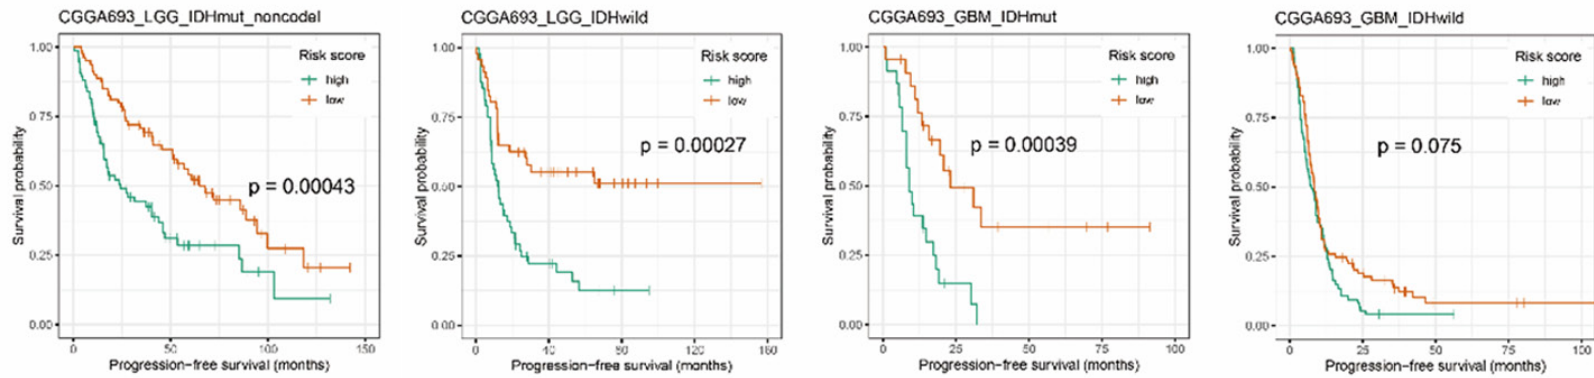 CGGA693_LGG_IDHmut_noncodel
1.00
0.75
0.50
0.25
0.00
Survival probability
Risk score
high
low
p = 0.00043
0 50 100 150
Progression-free survival (months)
CGGA693_LGG_IDHwild
1.00
0.75
0.50
0.25
0.00
Survival probability
Risk score
high
low
p = 0.00027
0 40 80 120 160
Progression-free survival (months)
CGGA693_GBM_IDHmut
1.00
0.75
0.50
0.25
0.00
Survival probability
Risk score
high
low
p = 0.00039
0 25 50 75 100
Progression-free survival (months)
CGGA693_GBM_IDHwild
1.00
0.75
0.50
0.25
0.00
Survival probability
Risk score
high
low
p = 0.075
0 25 50 75 100
Progression-free survival (months)